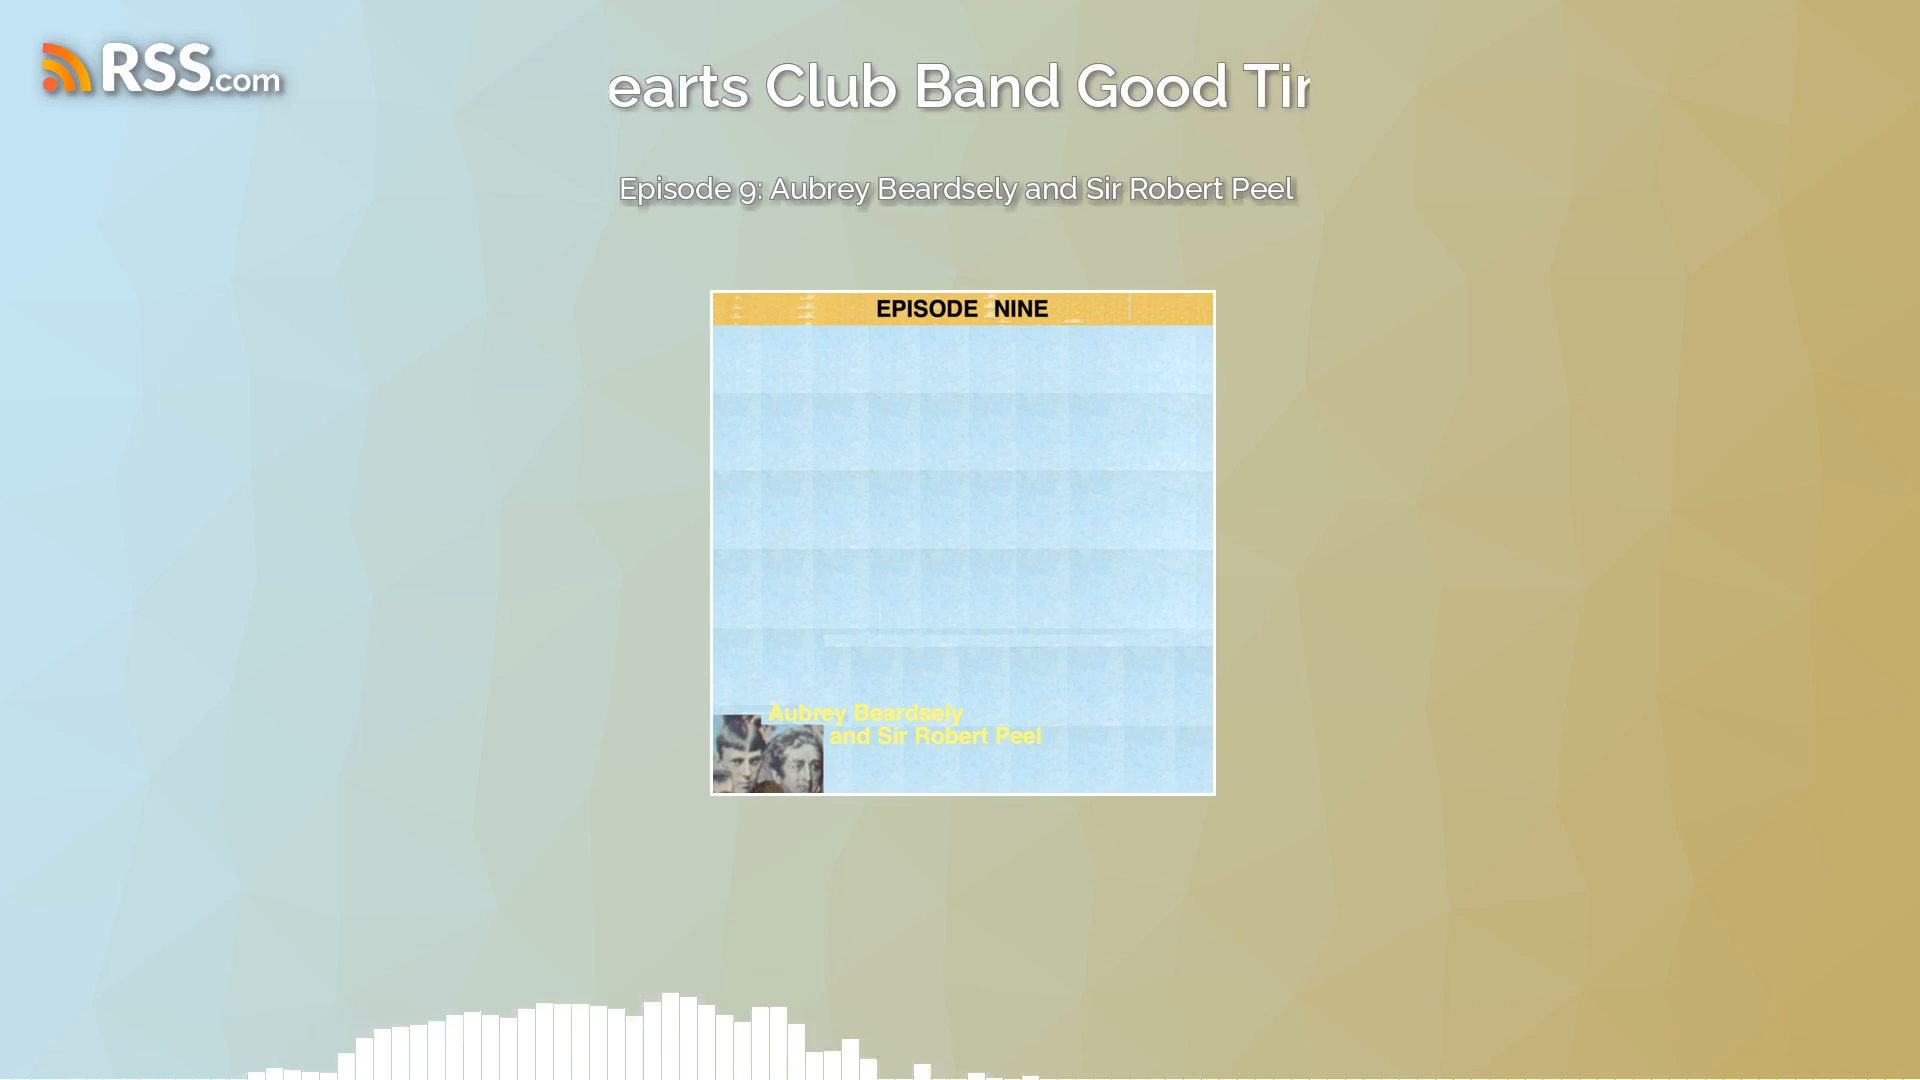 RSS.com
earts Club Band Good Tir
Episode 9: Aubrey Beardsely and Sir Robert Peel
EPISODE NINE
Aubrey Beardsely
and Sir Robert Peel